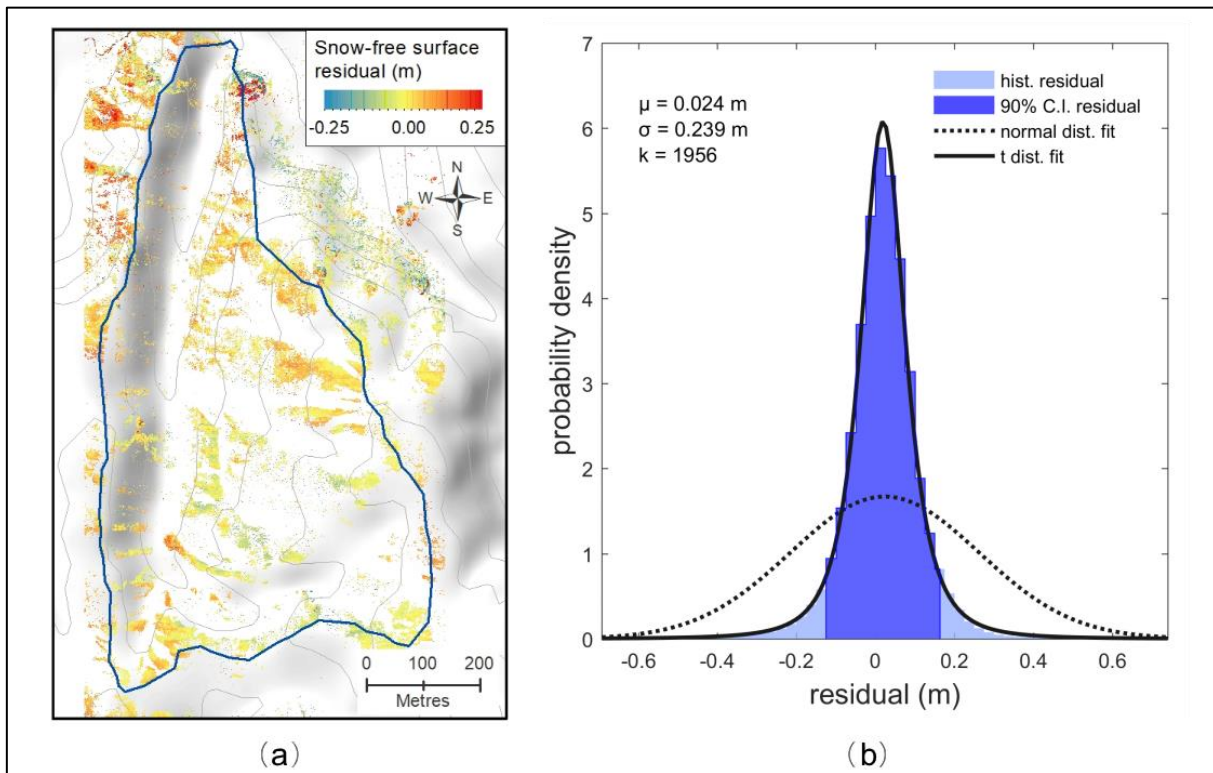 Snow-free surface
residual (m)
-0.25 0.00 0.25
N
W E
S
0 100 200
Metres
(a)
7
6
5
4
3
2
1
0
probability density
μ = 0.024 m
σ = 0.239 m
k = 1956
hist. residual
90% C.I. residual
normal dist. fit
t dist. fit
-0.6 -0.4 -0.2 0 0.2 0.4 0.6
residual (m)
(b)